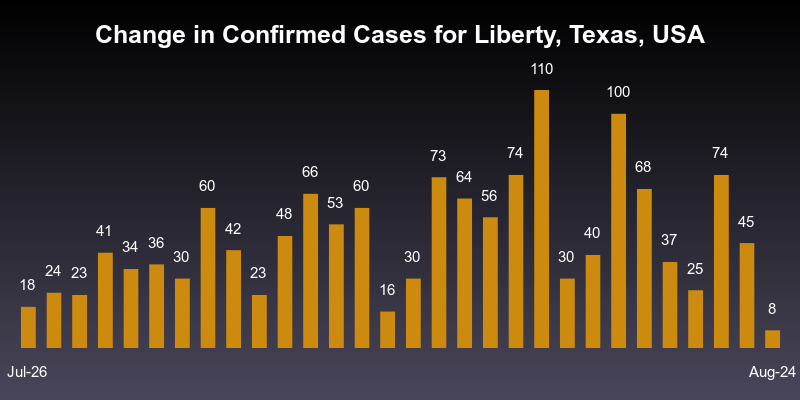 Change in Confirmed Cases for Liberty, Texas, USA
18 24 23 41 34 36 30 60 42 23 48 66 53 60 16 30 73 64 56 74 110 30 40 100 68 37 25 74 45 8
Jul-26 Aug-24